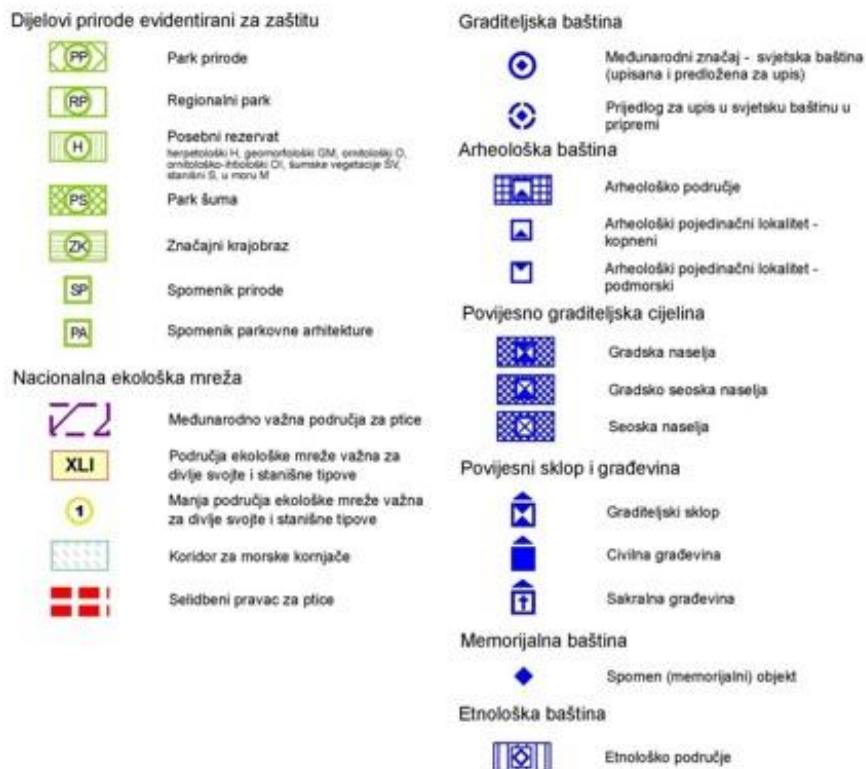 Dijelovi prirode evidentirani za zaštitu
PP Park prirode
RP Regionalni park
H Posebni rezervat
herpetološki H, geomorfološki GM, ornitološki O,
ornitološko-ihtiološki OI, šumske vegetacije ŠV,
stanišni S, u moru M
PŠ Park šuma
ZK Značajni krajobraz
SP Spomenik prirode
PA Spomenik parkovne arhitekture
Nacionalna ekološka mreža
Međunarodno važna područja za ptice
XLI Područja ekološke mreže važna za
divlje svojte i stanišne tipove
1 Manja područja ekološke mreže važna
za divlje svojte i stanišne tipove
Koridor za morske kornjače
Selidbeni pravac za ptice
Graditeljska baština
Međunarodni značaj - svjetska baština
(upisana i predložena za upis)
Prijedlog za upis u svjetsku baštinu u
pripremi
Arheološka baština
Arheološko područje
Arheološki pojedinačni lokalitet -
kopneni
Arheološki pojedinačni lokalitet -
podmorski
Povijesno graditeljska cijelina
Gradska naselja
Gradsko seoska naselja
Seoska naselja
Povijesni sklop i građevina
Graditeljski sklop
Civilna građevina
Sakralna građevina
Memorijalna baština
Spomen (memorijalni) objekt
Etnološka baština
Etnološko područje